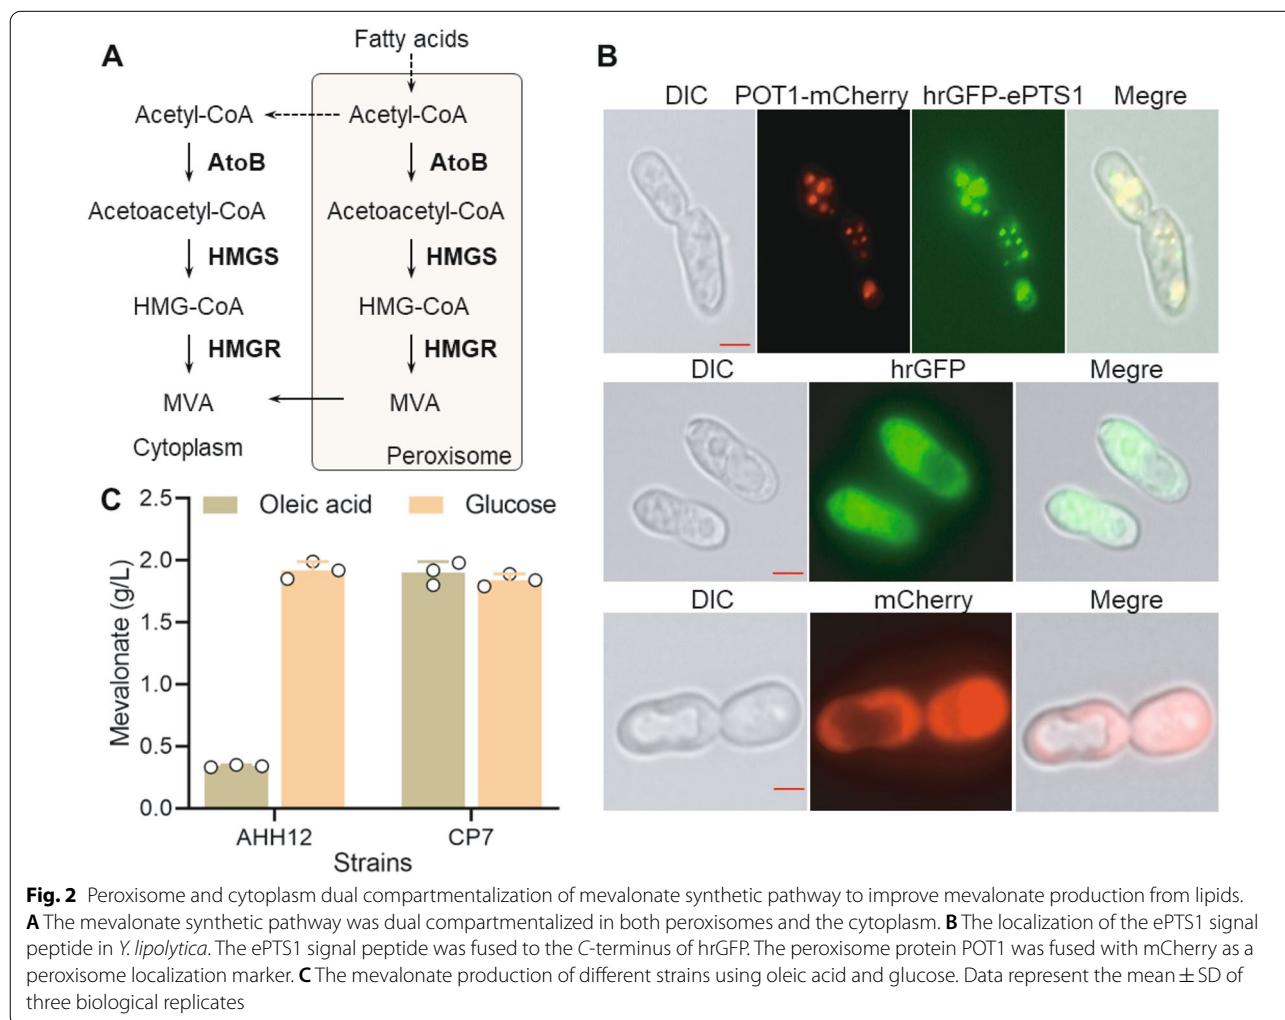 A
Fatty acids
Acetyl-CoA
Acetyl-CoA
AtoB
AtoB
Acetoacetyl-CoA
Acetoacetyl-CoA
HMGS
HMGS
HMG-CoA
HMG-CoA
HMGR
HMGR
MVA
MVA
Cytoplasm
Peroxisome
B
DIC
POT1-mCherry
hrGFP-ePTS1
Megre
DIC
hrGFP
Megre
DIC
mCherry
Megre
C
Oleic acid
Glucose
Mevalonate (g/L)
2.5
2.0
1.5
1.0
0.5
0.0
AHH12
CP7
Strains
Fig. 2 Peroxisome and cytoplasm dual compartmentalization of mevalonate synthetic pathway to improve mevalonate production from lipids.
A The mevalonate synthetic pathway was dual compartmentalized in both peroxisomes and the cytoplasm. B The localization of the ePTS1 signal
peptide in Y. lipolytica. The ePTS1 signal peptide was fused to the C-terminus of hrGFP. The peroxisome protein POT1 was fused with mCherry as a
peroxisome localization marker. C The mevalonate production of different strains using oleic acid and glucose. Data represent the mean ± SD of
three biological replicates